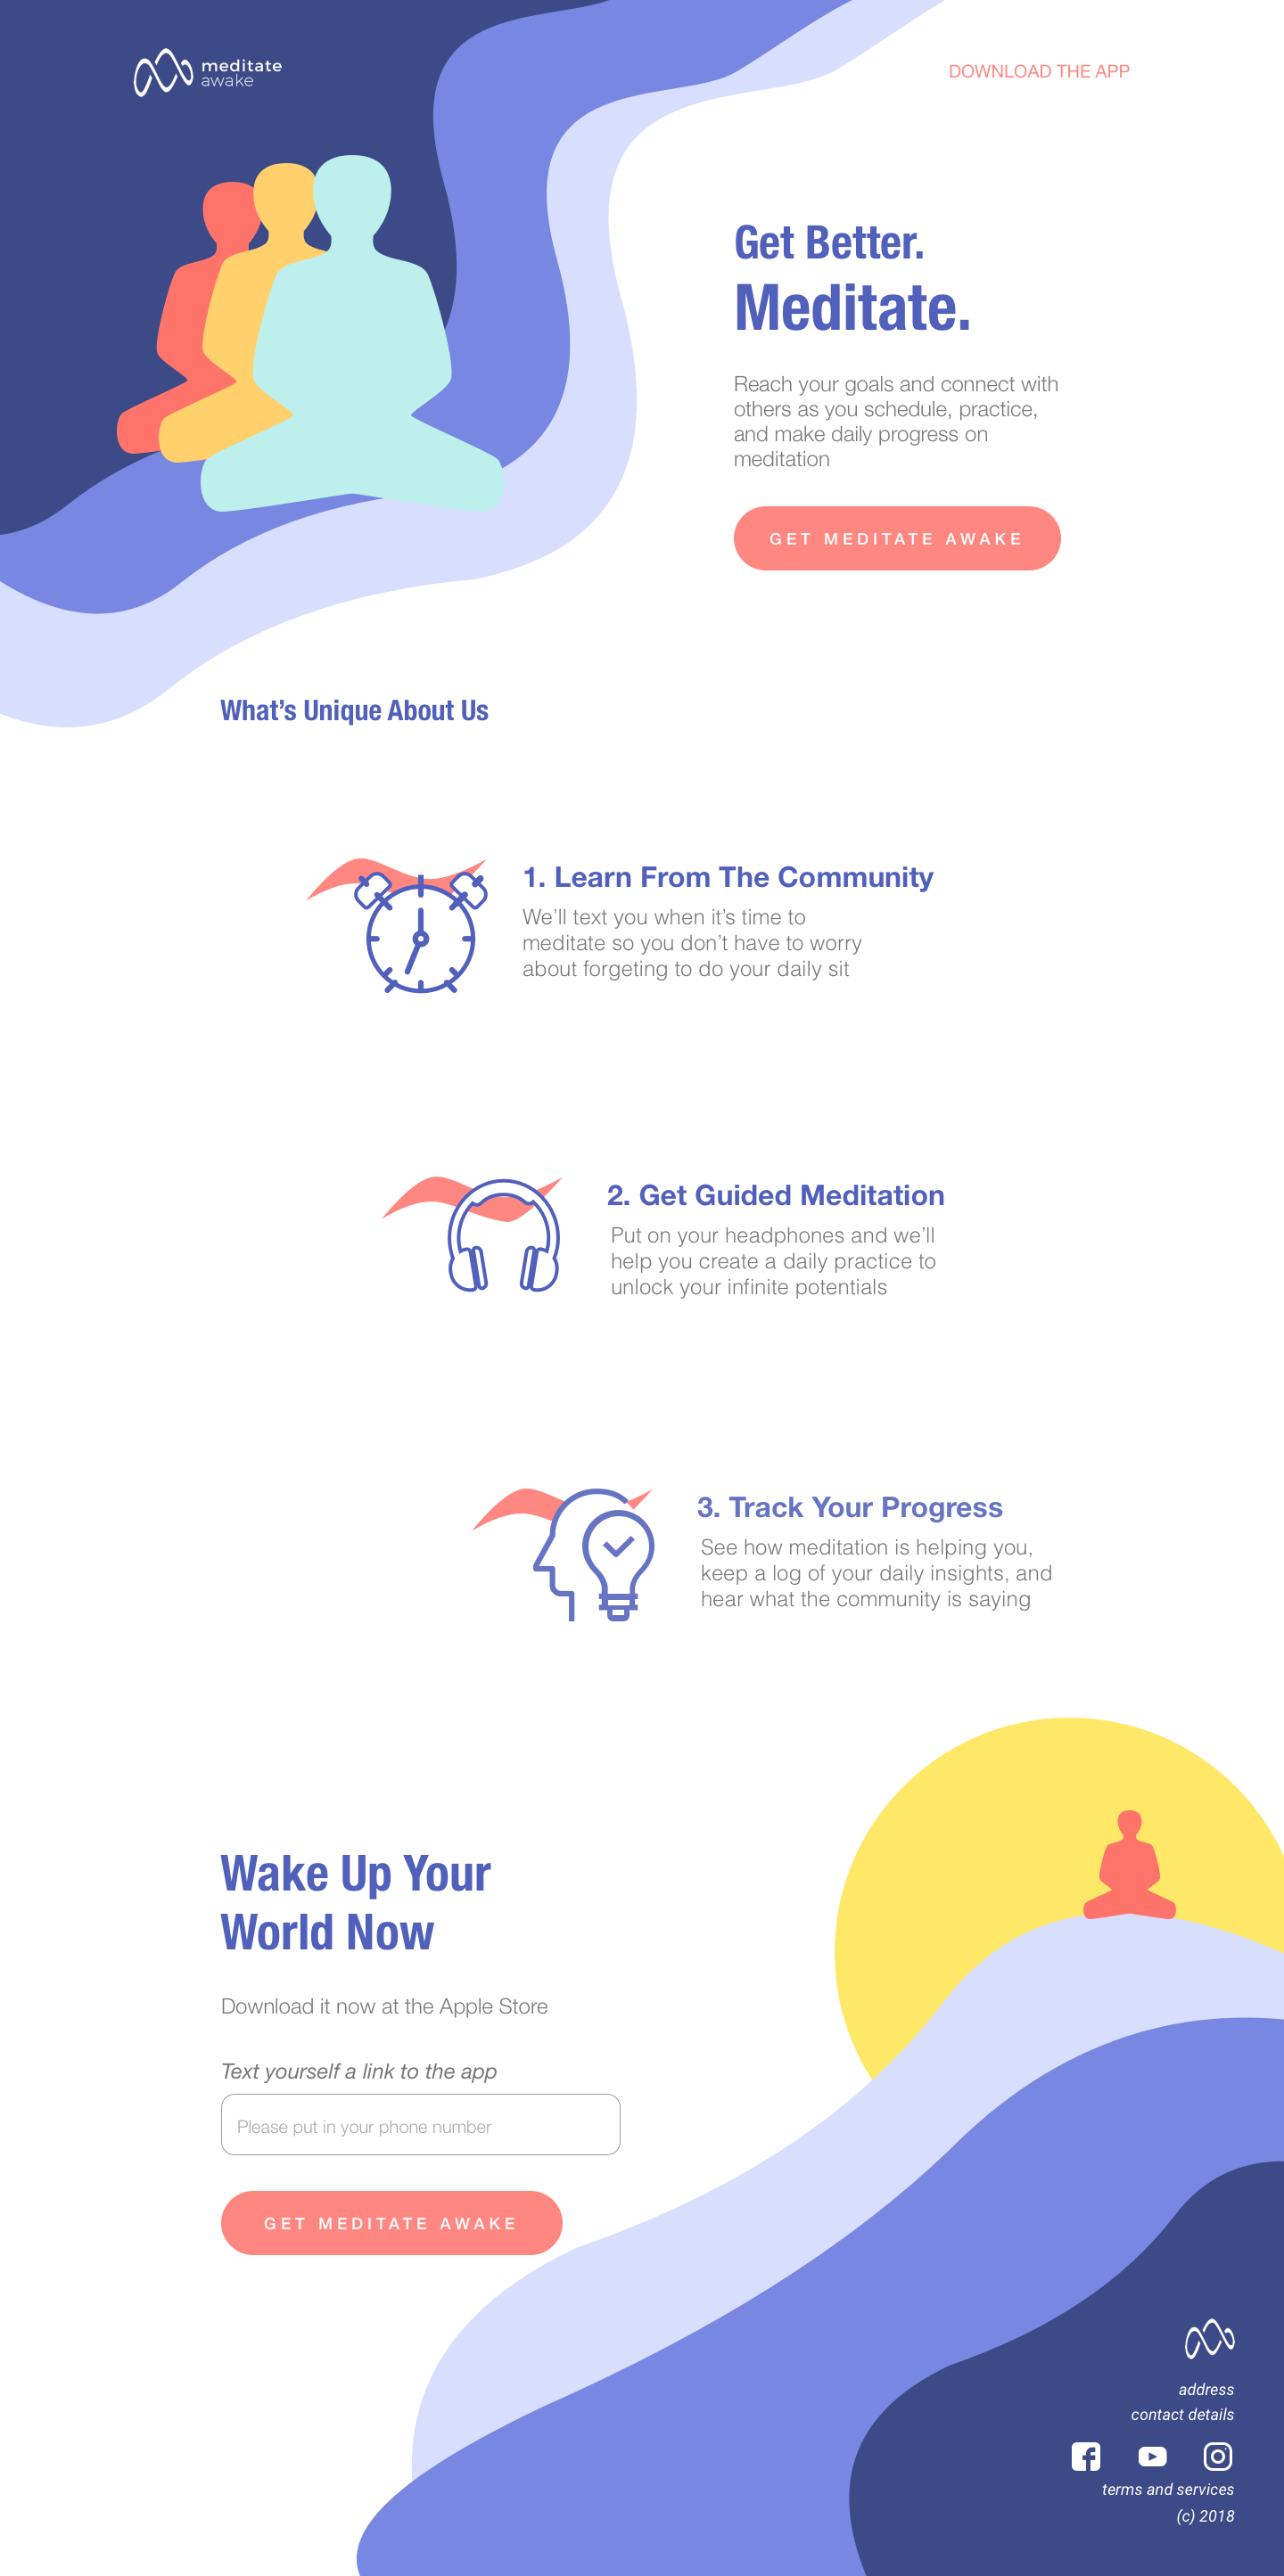 meditate
awake
DOWNLOAD THE APP
Get Better.
Meditate.
Reach your goals and connect with
others as you schedule, practice,
and make daily progress on
meditation
GET MEDITATE AWAKE
What’s Unique About Us
1. Learn From The Community
We’ll text you when it’s time to
meditate so you don’t have to worry
about forgeting to do your daily sit
2. Get Guided Meditation
Put on your headphones and we’ll
help you create a daily practice to
unlock your infinite potentials
3. Track Your Progress
See how meditation is helping you,
keep a log of your daily insights, and
hear what the community is saying
Wake Up Your
World Now
Download it now at the Apple Store
Text yourself a link to the app
Please put in your phone number
GET MEDITATE AWAKE
address
contact details
terms and services
(c) 2018